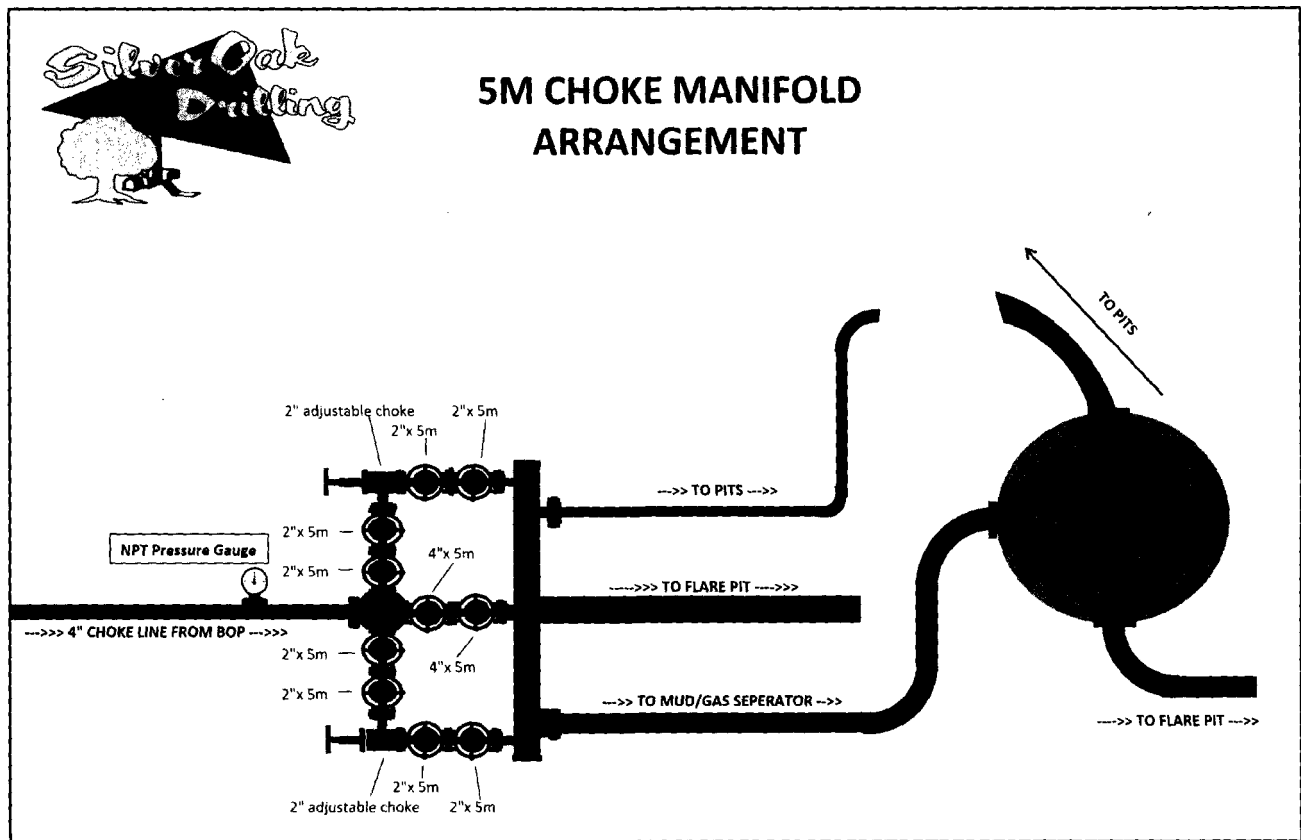 Silver Oak
Drilling
5M CHOKE MANIFOLD
ARRANGEMENT
TO PITS
2" adjustable choke
2"x 5m
2"x 5m
--->> TO PITS --->>
2"x 5m
NPT Pressure Gauge
4"x 5m
2"x 5m
----->>> TO FLARE PIT ---->>>
--->>> 4" CHOKE LINE FROM BOP --->>>
2"x 5m
4"x 5m
2"x 5m
--->> TO MUD/GAS SEPERATOR -->>
--->> TO FLARE PIT --->>
2"x 5m
2" adjustable choke
2"x 5m